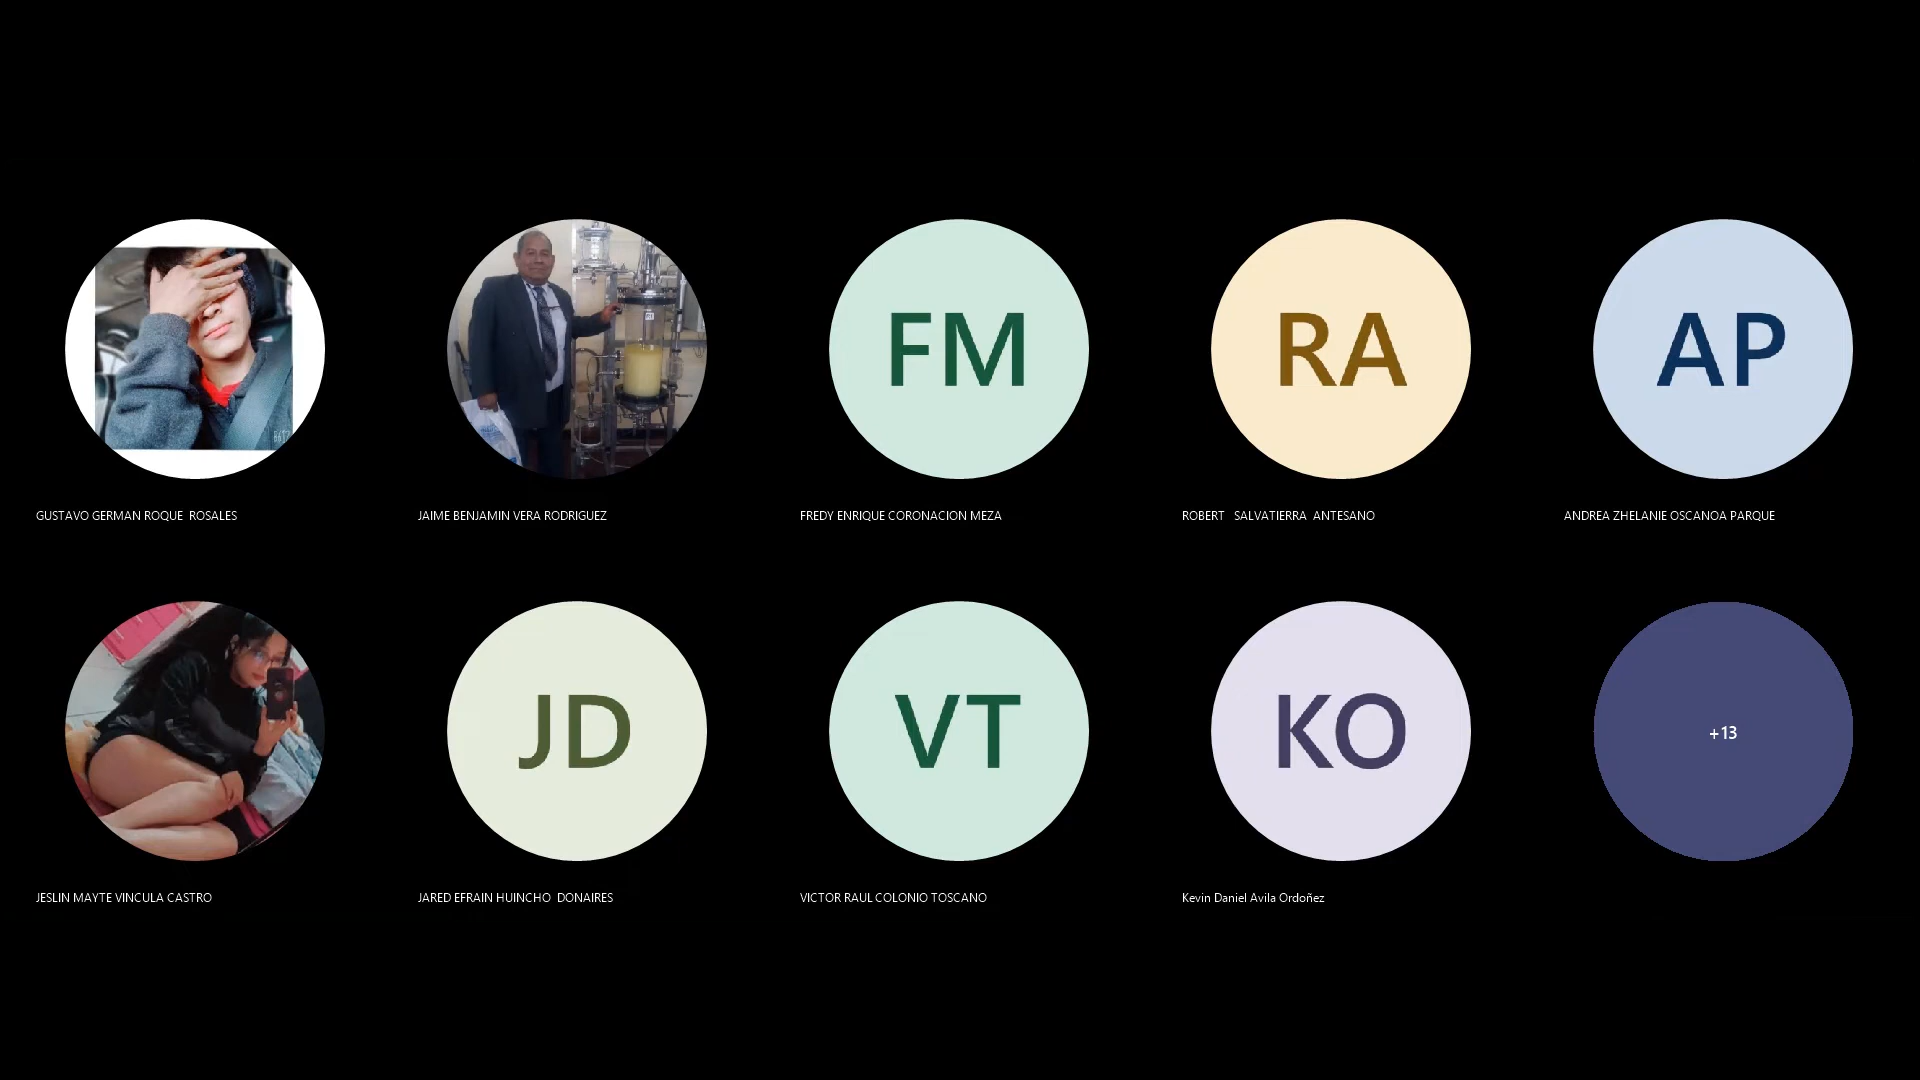 FM
RA
AP
GUSTAVO GERMAN ROQUE  ROSALES
JAIME BENJAMIN VERA RODRIGUEZ
FREDY ENRIQUE CORONACION MEZA
ROBERT   SALVATIERRA  ANTESANO
ANDREA ZHELANIE OSCANOA PARQUE
JD
VT
KO
+13
JESLIN MAYTE VINCULA CASTRO
JARED EFRAIN HUINCHO  DONAIRES
VICTOR RAUL COLONIO TOSCANO
Kevin Daniel Avila Ordoñez